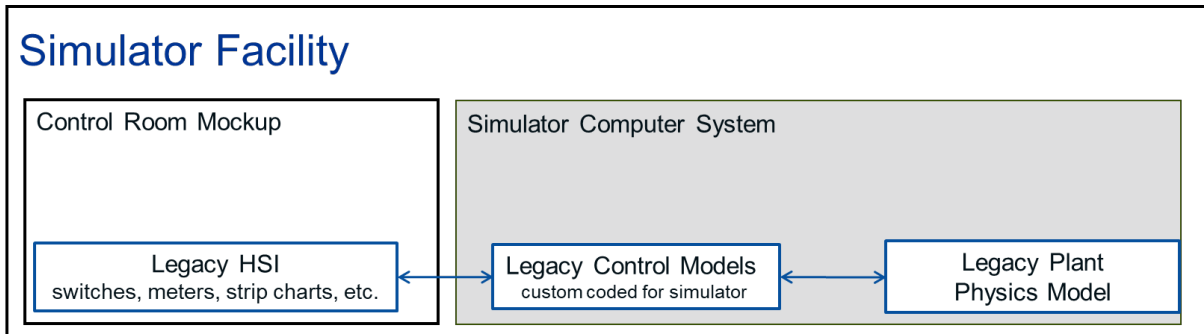 Simulator Facility
Control Room Mockup
Legacy HSI
switches, meters, strip charts, etc.
Simulator Computer System
Legacy Control Models
custom coded for simulator
Legacy Plant
Physics Model